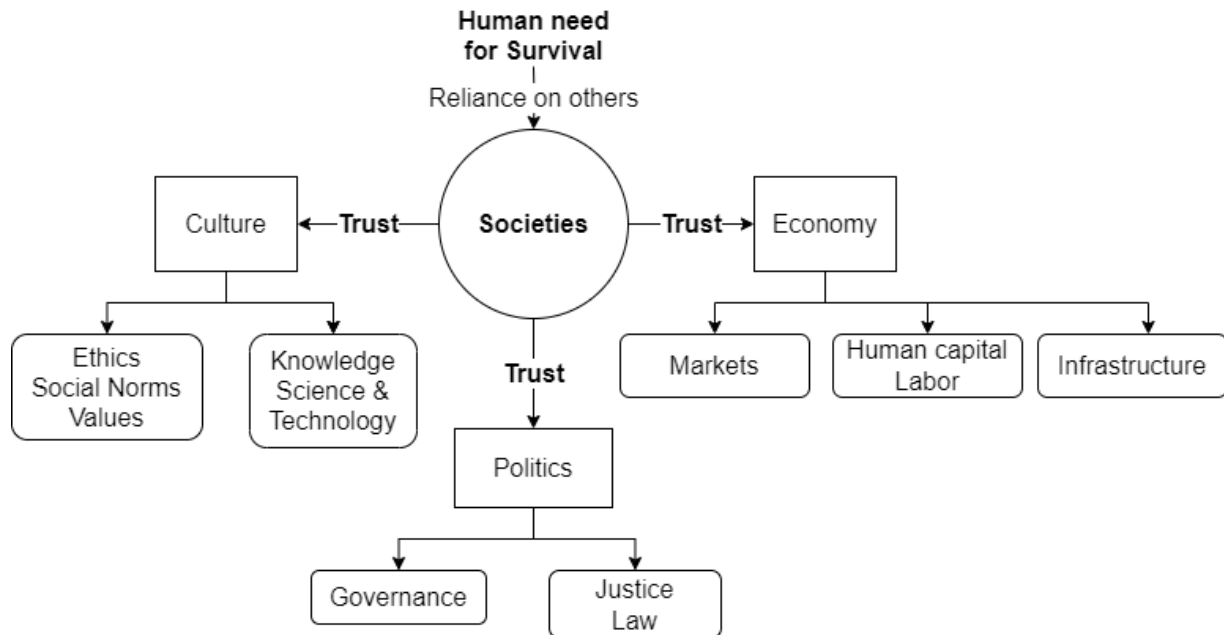 Human need
for Survival
Reliance on others
Culture
Trust
Societies
Trust
Economy
Ethics
Social Norms
Values
Knowledge
Science &
Technology
Trust
Markets
Human capital
Labor
Infrastructure
Politics
Governance
Justice
Law